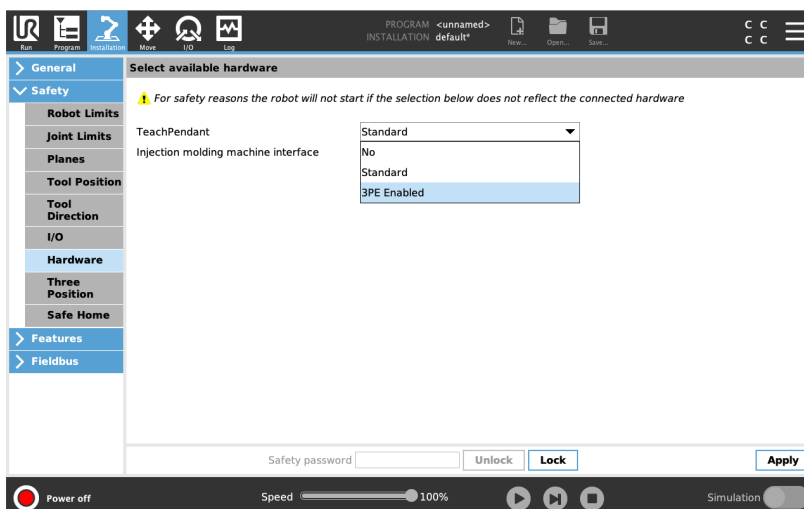 UR
PROGRAM <unnamed>
INSTALLATION default*
C C
C C
Run
Program
Installation
Move
I/O
Log
New...
Open...
Save...
General
Safety
Robot Limits
Joint Limits
Planes
Tool Position
Tool
Direction
I/O
Hardware
Three
Position
Safe Home
Features
Fieldbus
Select available hardware
For safety reasons the robot will not start if the selection below does not reflect the connected hardware
TeachPendant
Standard
Injection molding machine interface
No
Standard
3PE Enabled
Safety password
Unlock
Lock
Apply
Power off
Speed
100%
Simulation